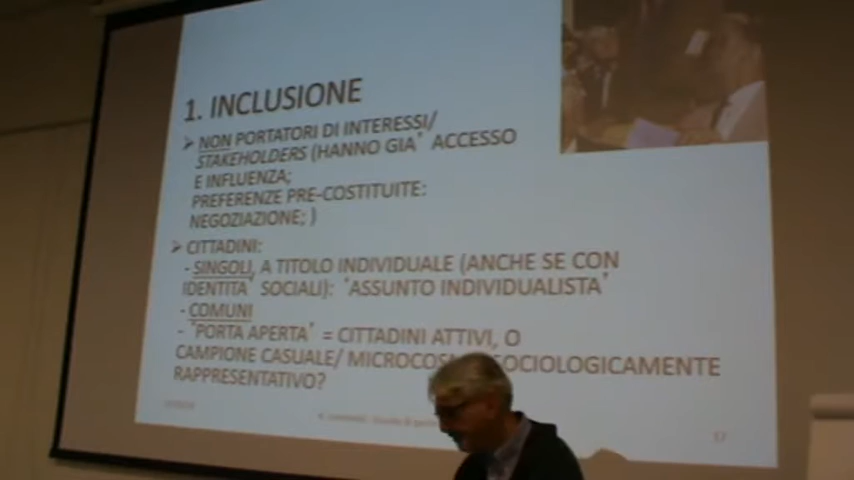 1. INCLUSIONE
➢ NON PORTATORI DI INTERESSI/
STAKEHOLDERS (HANNO GIA' ACCESSO
E INFLUENZA;
PREFERENZE PRE-COSTITUITE:
NEGOZIAZIONE; )
➢ CITTADINI:
- SINGOLI, A TITOLO INDIVIDUALE (ANCHE SE CON
IDENTITA' SOCIALI): 'ASSUNTO INDIVIDUALISTA'
- COMUNI
- 'PORTA APERTA' = CITTADINI ATTIVI, O
CAMPIONE CASUALE/ MICROCOS SOCIOLOGICAMENTE
RAPPRESENTATIVO?